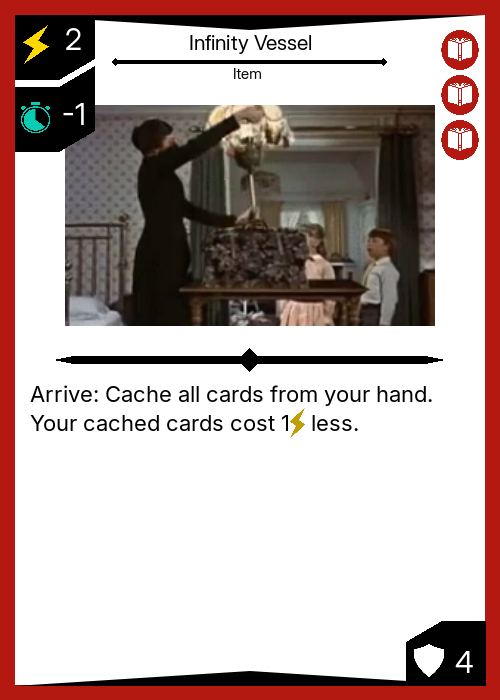 2
Infinity Vessel
Item
-1
Arrive: Cache all cards from your hand.
Your cached cards cost 1 less.
4